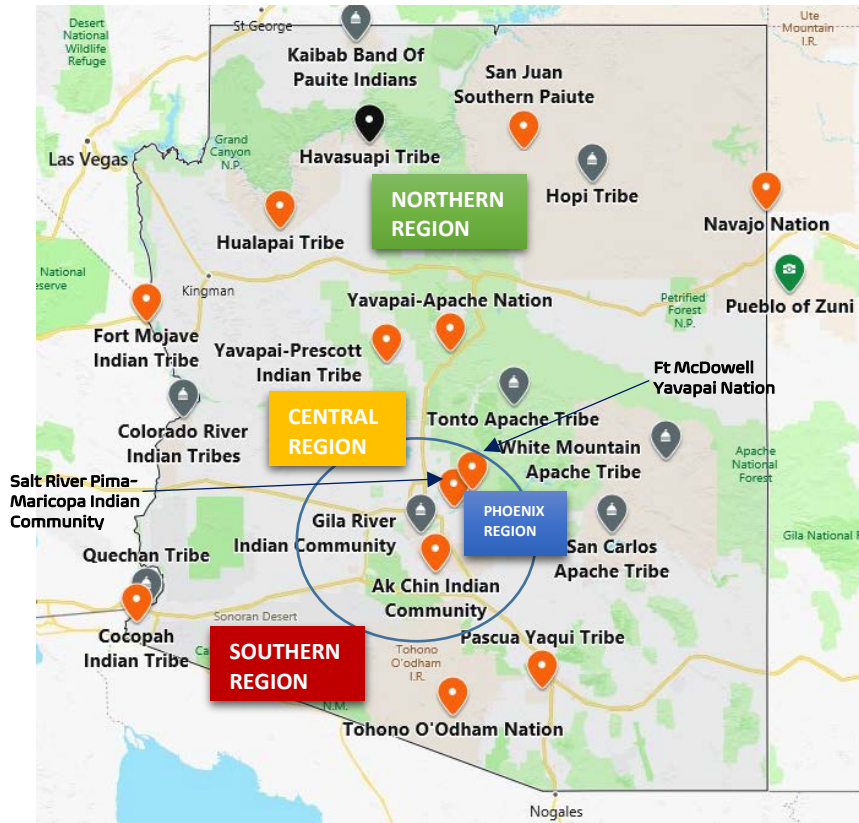 Desert
National
Wildlife
Refuge
St George
Ute
Mountain
I.R.
Kaibab Band Of
Pauite Indians
San Juan
Southern Paiute
Las Vegas
Grand
Canyon
N.P.
Havasuapi Tribe
Hopi Tribe
NORTHERN
REGION
Navajo Nation
Hualapai Tribe
National
eserve
Kingman
Yavapai-Apache Nation
Petrified
Forest
N.P.
Pueblo of Zuni
Fort Mojave
Indian Tribe
Yavapai-Prescott
Indian Tribe
Ft McDowell
Yavapai Nation
CENTRAL
REGION
Tonto Apache Tribe
Colorado River
Indian Tribes
White Mountain
Apache Tribe
Apache
National
Forest
Salt River Pima-
Maricopa Indian
Community
Gila River
Indian Community
PHOENIX
REGION
San Carlos
Apache Tribe
Gila National F
Quechan Tribe
Ak Chin Indian
Community
Sonoran Desert
Cocopah
Indian Tribe
Ca
SOUTHERN
REGION
Tohono
O'odham
I.R.
Pascua Yaqui Tribe
N.M.
Tohono O'Odham Nation
Nogales